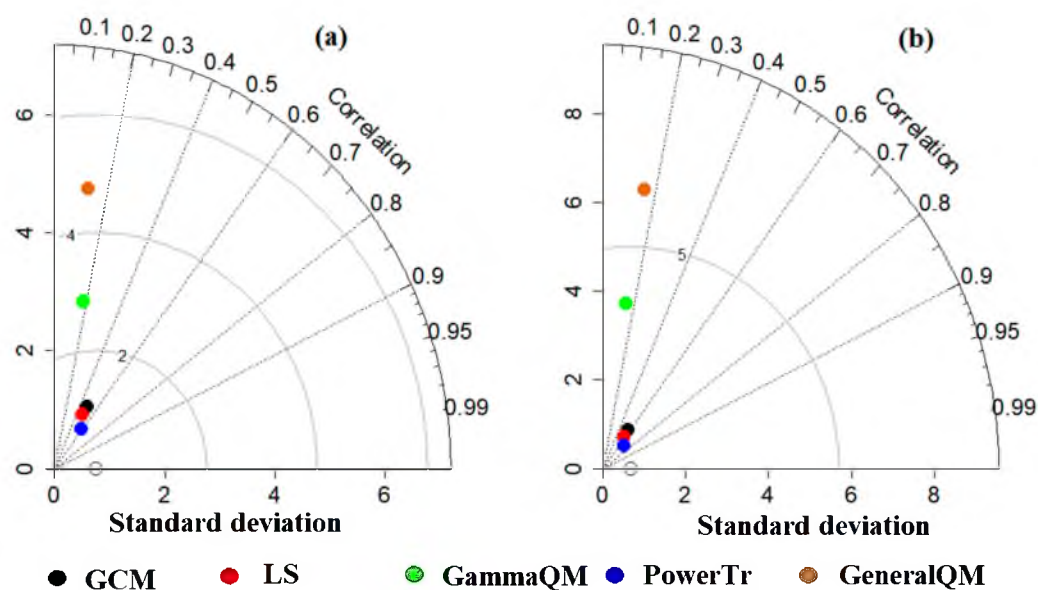 (a)
0.1 0.2 0.3 0.4 0.5 0.6 0.7 0.8 0.9 0.95 0.99
Correlation
6
4
2
0
4
2
0 2 4 6
Standard deviation
(b)
0.1 0.2 0.3 0.4 0.5 0.6 0.7 0.8 0.9 0.95 0.99
Correlation
8
6
4
2
0
5
0 2 4 6 8
Standard deviation
GCM LS GammaQM PowerTr GeneralQM